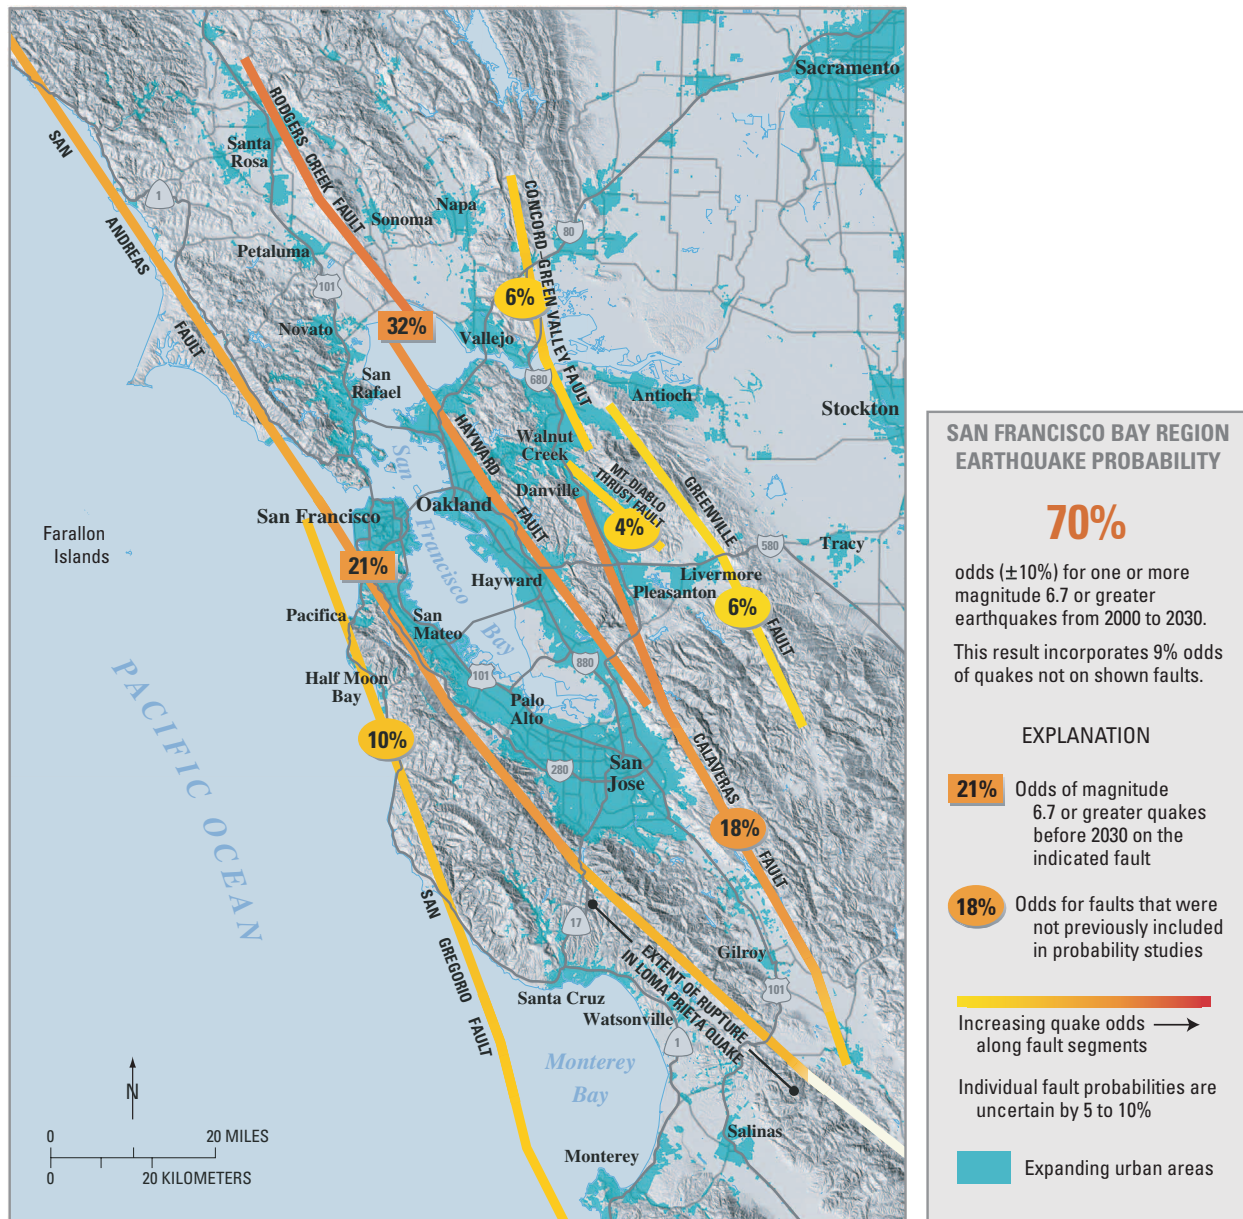 Sacramento
SAN
ANDREAS
FAULT
RODGERS CREEK FAULT
Santa
Rosa
1
Sonoma
Napa
CONCORD–GREEN VALLEY FAULT
80
Petaluma
101
6%
Novato
32%
Vallejo
San
Rafael
680
Antioch
Stockton
HAYWARD
FAULT
Walnut
Creek
San Francisco Bay
MT. DIABLO
THRUST FAULT
GREENVILLE
FAULT
Danville
Oakland
San Francisco
4%
Farallon
Islands
580
Tracy
21%
Hayward
Livermore
Pleasanton
6%
Pacifica
San
Mateo
880
101
Half Moon
Bay
Palo
Alto
PACIFIC OCEAN
10%
280
San
Jose
CALAVERAS
FAULT
18%
SAN GREGORIO FAULT
17
EXTENT OF RUPTURE
IN LOMA PRIETA QUAKE
Gilroy
101
Santa Cruz
Watsonville
1
Monterey
Bay
Salinas
Monterey
N
0
20 MILES
0
20 KILOMETERS
SAN FRANCISCO BAY REGION
EARTHQUAKE PROBABILITY
70%
odds (±10%) for one or more
magnitude 6.7 or greater
earthquakes from 2000 to 2030.
This result incorporates 9% odds
of quakes not on shown faults.
EXPLANATION
21%
Odds of magnitude
6.7 or greater quakes
before 2030 on the
indicated fault
18%
Odds for faults that were
not previously included
in probability studies
Increasing quake odds
along fault segments
Individual fault probabilities are
uncertain by 5 to 10%
Expanding urban areas